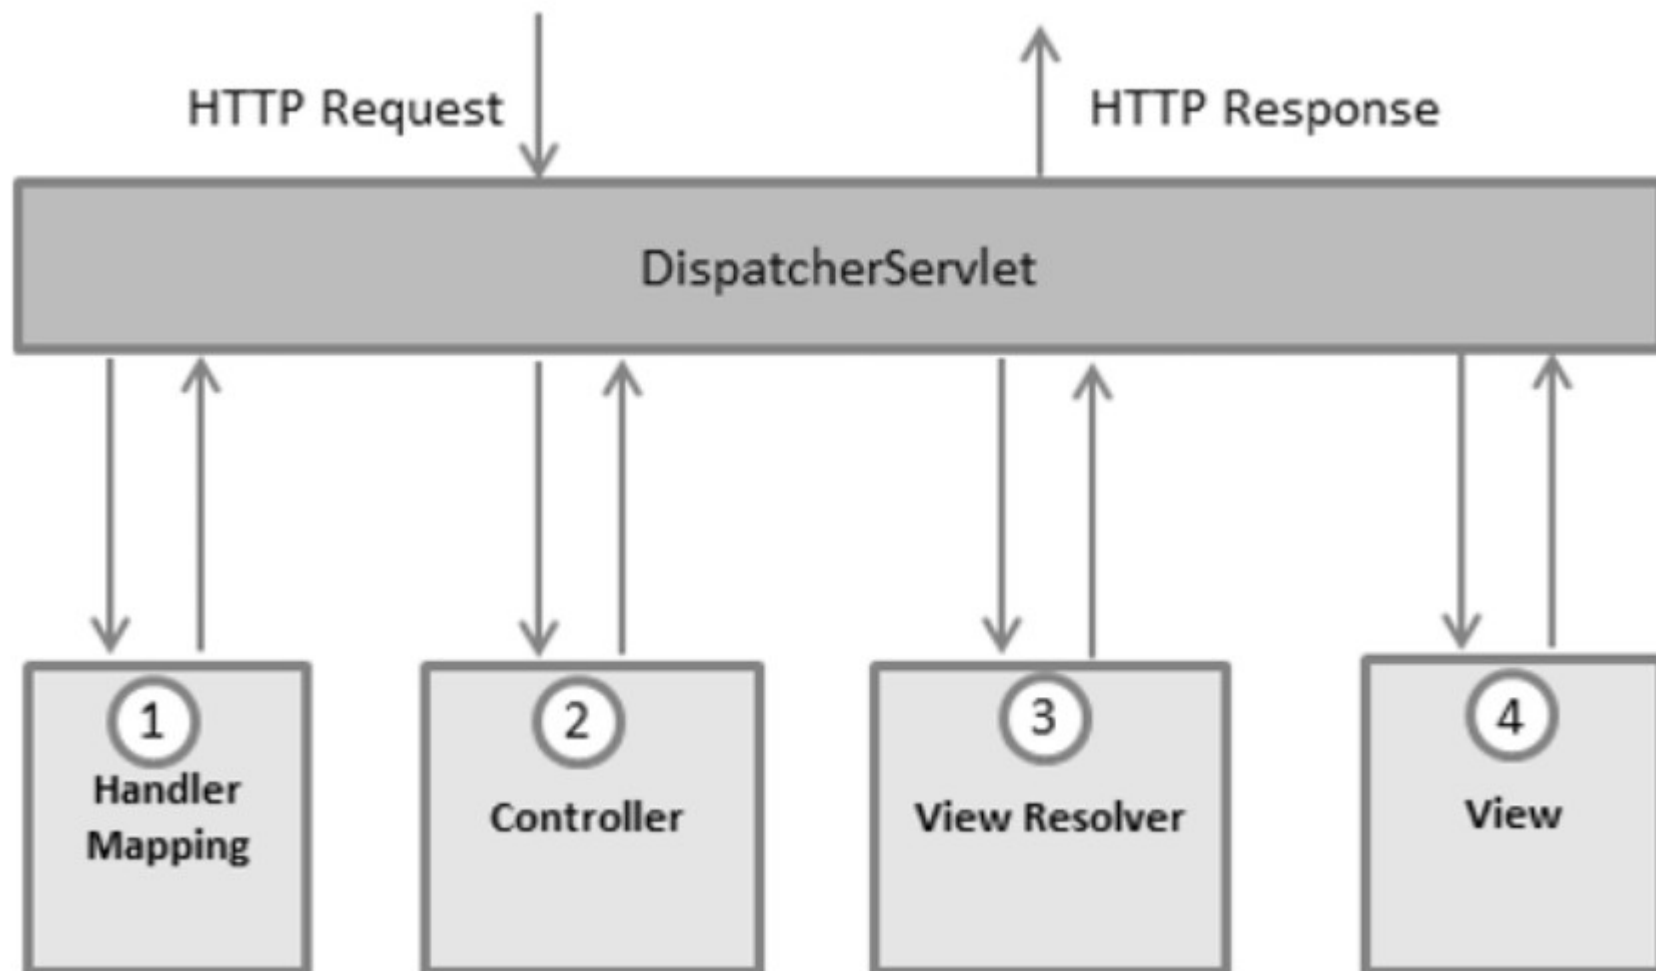 HTTP Request
HTTP Response
DispatcherServlet
1
Handler
Mapping
2
Controller
3
View Resolver
4
View